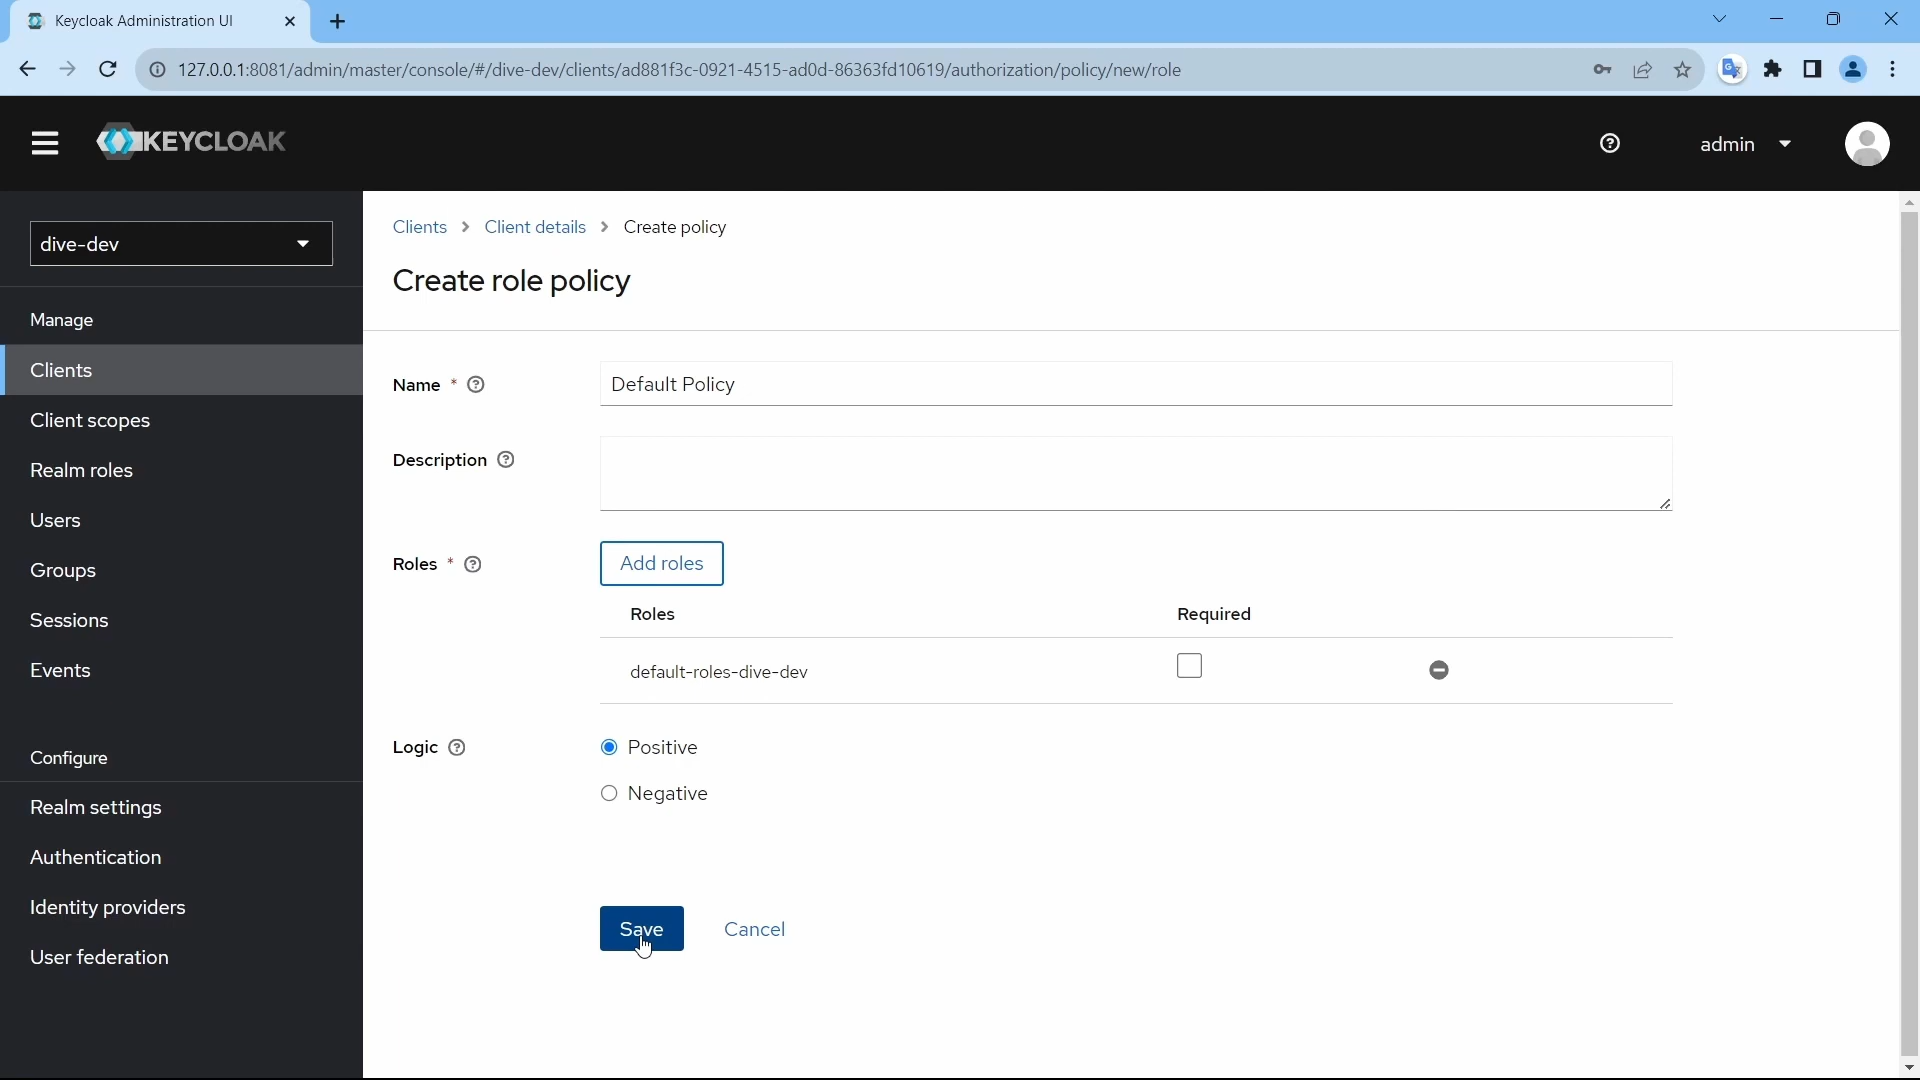 Keycloak Administration UI
127.0.0.1:8081/admin/master/console/#/dive-dev/clients/ad881f3c-0921-4515-ad0d-86363fd10619/authorization/policy/new/role
KEYCLOAK
admin
dive-dev
Manage
Clients
Client scopes
Realm roles
Users
Groups
Sessions
Events
Configure
Realm settings
Authentication
Identity providers
User federation
Clients > Client details > Create policy
Create role policy
Name *
Default Policy
Description
Roles *
Add roles
Roles Required
default-roles-dive-dev
Logic
Positive
Negative
Save Cancel